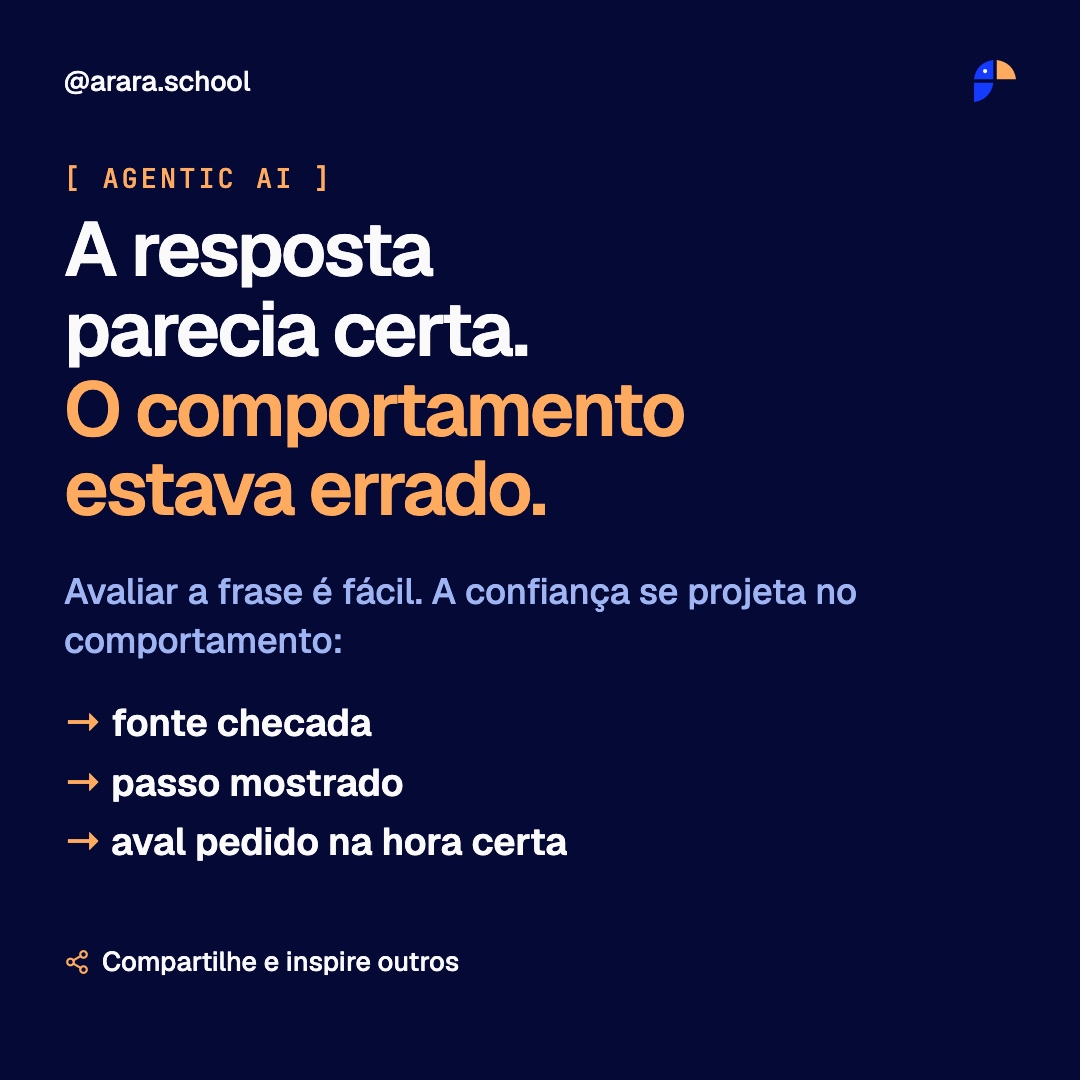 @arara.school
[ AGENTIC AI ]
A resposta
parecia certa.
O comportamento
estava errado.
Avaliar a frase é fácil. A confiança se projeta no
comportamento:
→ fonte checada
→ passo mostrado
→ aval pedido na hora certa
Compartilhe e inspire outros